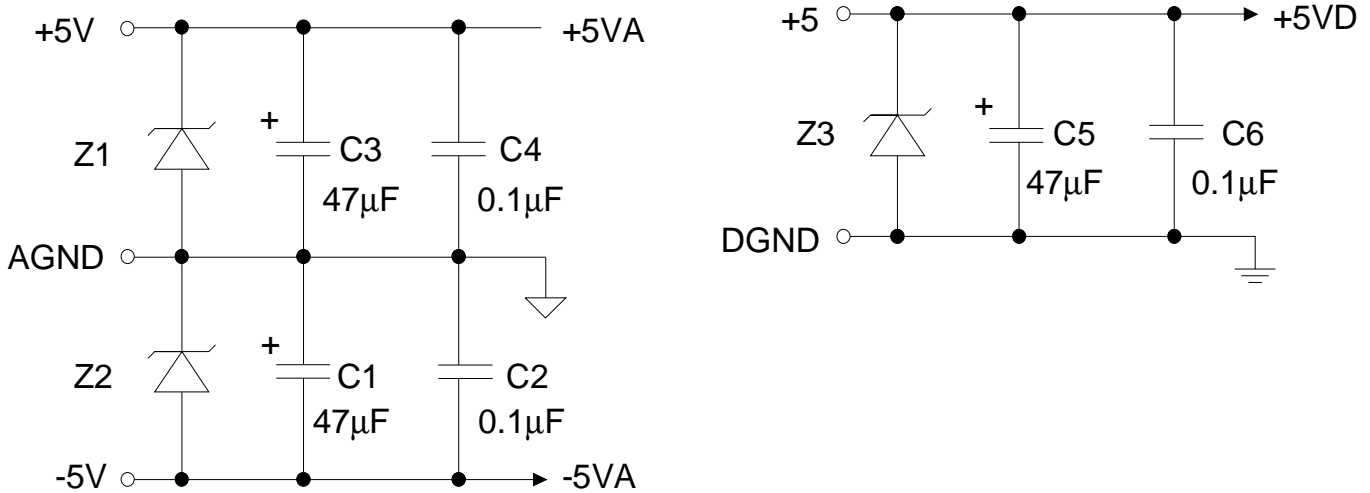 +5V
+5VA
Z1
+
C3
47μF
C4
0.1μF
AGND
Z2
+
C1
47μF
C2
0.1μF
-5V
-5VA
+5
+5VD
Z3
+
C5
47μF
C6
0.1μF
DGND